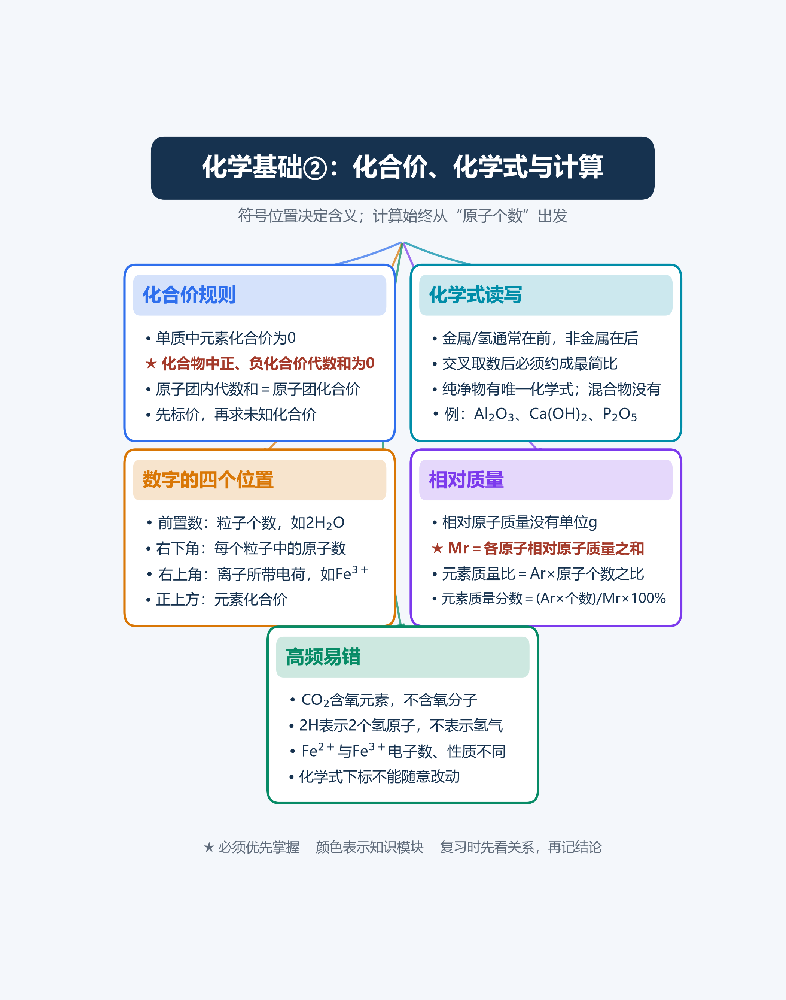 化学基础②：化合价、化学式与计算
符号位置决定含义；计算始终从“原子个数”出发
化合价规则
• 单质中元素化合价为0
★ 化合物中正、负化合价代数和为0
• 原子团内代数和＝原子团化合价
• 先标价，再求未知化合价
化学式读写
• 金属/氢通常在前，非金属在后
• 交叉取数后必须约成最简比
• 纯净物有唯一化学式；混合物没有
• 例：Al₂O₃、Ca(OH)₂、P₂O₅
数字的四个位置
• 前置数：粒子个数，如2H₂O
• 右下角：每个粒子中的原子数
• 右上角：离子所带电荷，如Fe³⁺
• 正上方：元素化合价
相对质量
• 相对原子质量没有单位g
★ Mr＝各原子相对原子质量之和
• 元素质量比＝Ar×原子个数之比
• 元素质量分数＝(Ar×个数)/Mr×100%
高频易错
• CO₂含氧元素，不含氧分子
• 2H表示2个氢原子，不表示氢气
• Fe²⁺与Fe³⁺电子数、性质不同
• 化学式下标不能随意改动
★ 必须优先掌握 颜色表示知识模块 复习时先看关系，再记结论